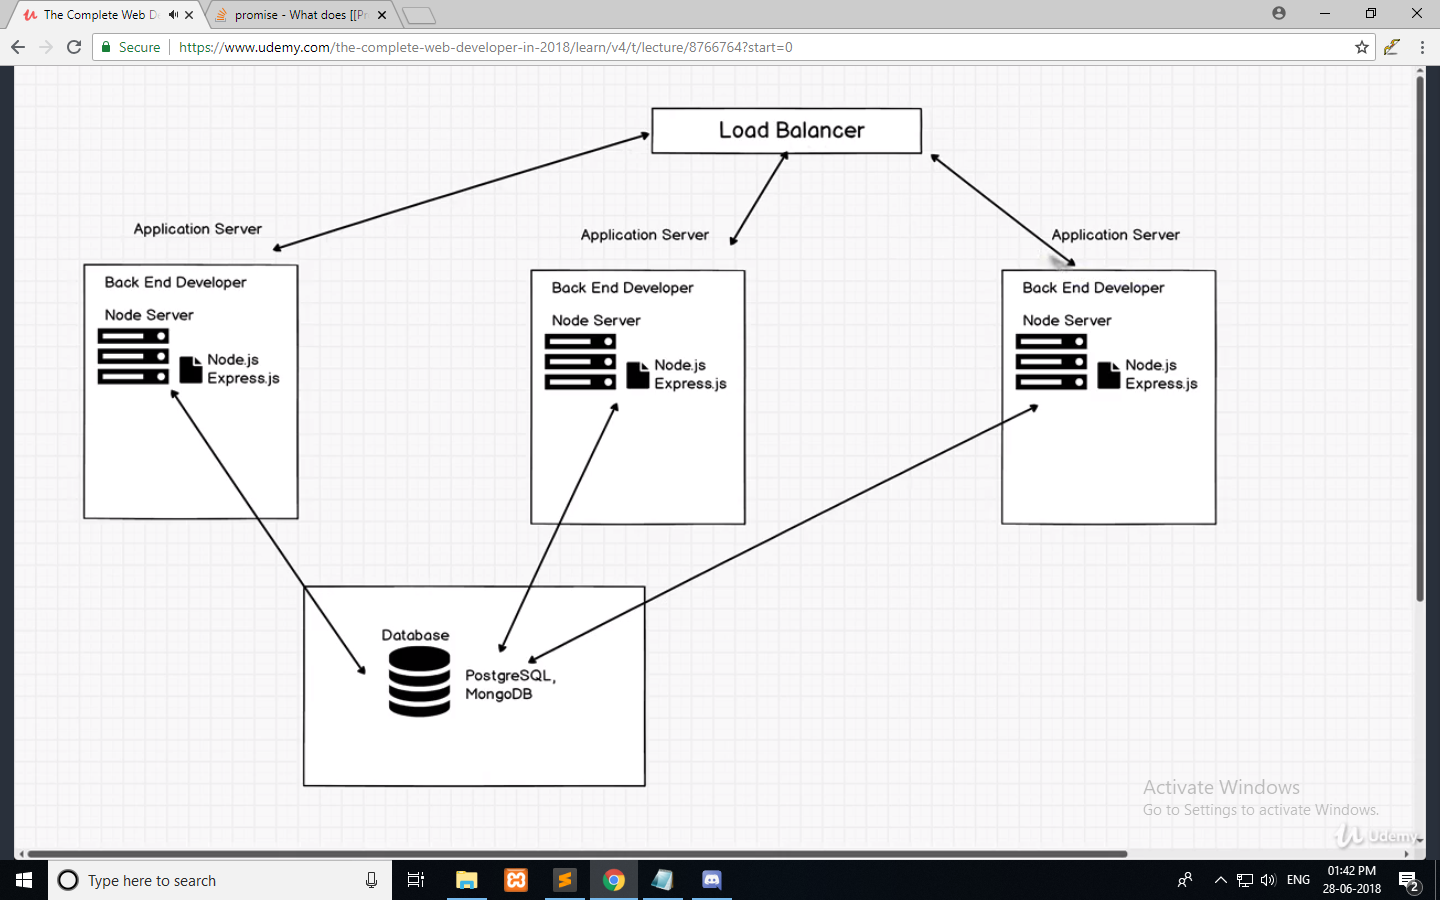 The Complete Web De
promise - What does [[Pr
Secure
https://www.udemy.com/the-complete-web-developer-in-2018/learn/v4/t/lecture/8766764?start=0
Load Balancer
Application Server
Application Server
Application Server
Back End Developer
Node Server
Node.js
Express.js
Back End Developer
Node Server
Node.js
Express.js
Back End Developer
Node Server
Node.js
Express.js
Database
PostgreSQL,
MongoDB
Activate Windows
Go to Settings to activate Windows.
Udemy
Type here to search
ENG
01:42 PM
28-06-2018
2